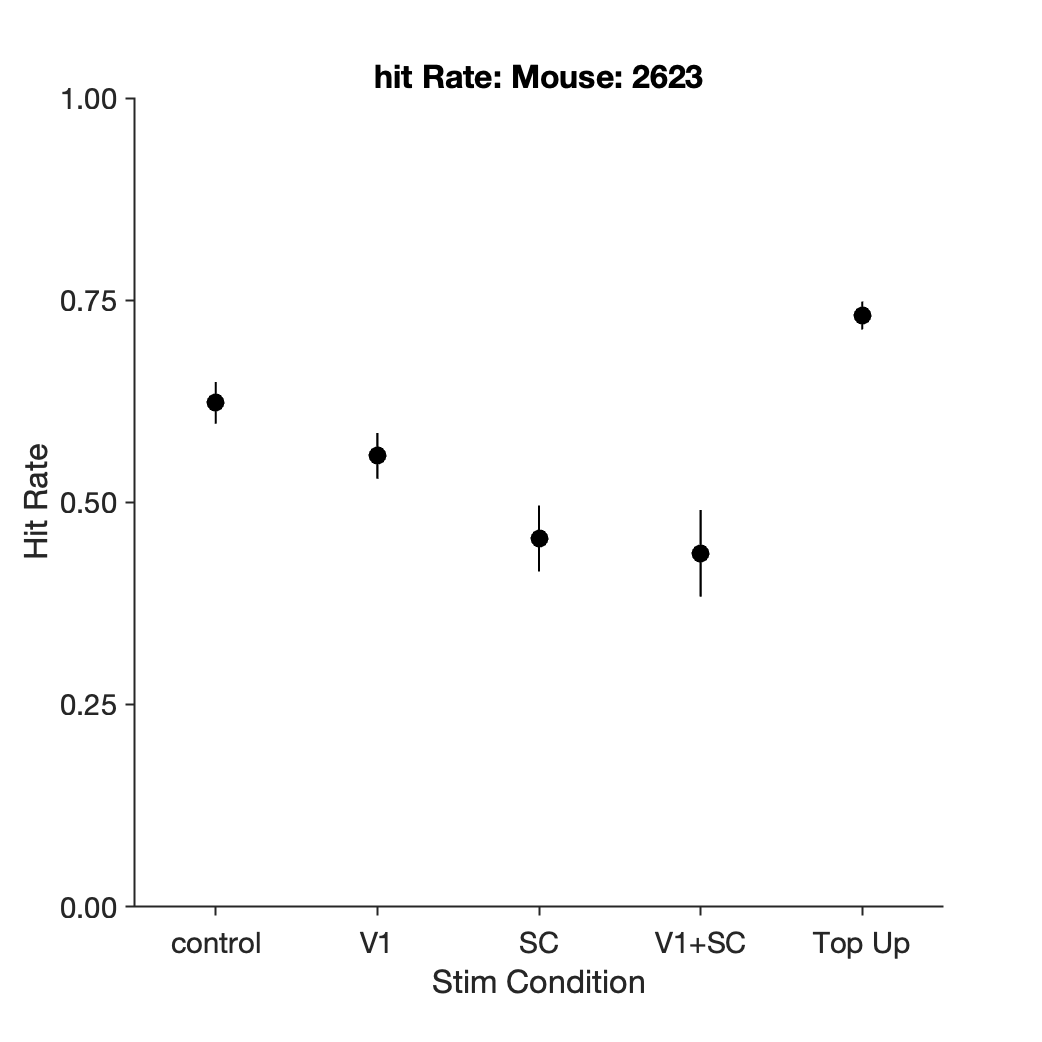 hit Rate: Mouse: 2623
1.00
0.75
0.50
0.25
0.00
Hit Rate
control V1 SC V1+SC Top Up
Stim Condition